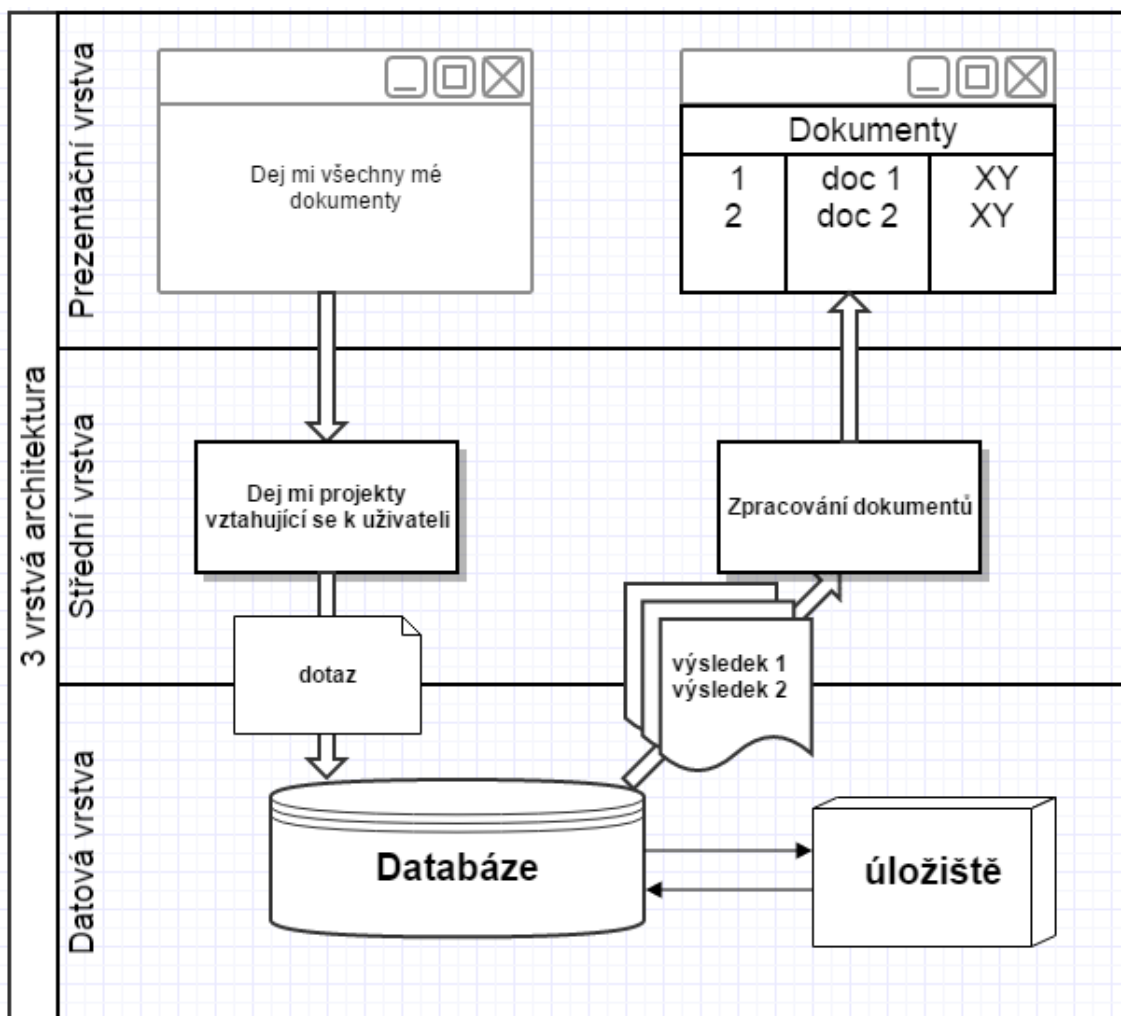 3 vrstvá architektura
Prezentační vrstva
Dej mi všechny mé
dokumenty
Dokumenty
1 doc 1 XY
2 doc 2 XY
Střední vrstva
Dej mi projekty
vztahující se k uživateli
Zpracování dokumentů
dotaz
výsledek 1
výsledek 2
Datová vrstva
Databáze
úložiště